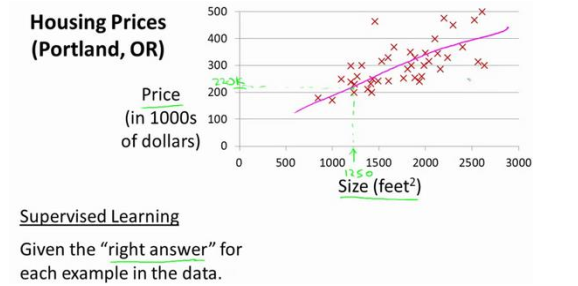 Housing Prices
(Portland, OR)
Price
(in 1000s
of dollars)
500
400
300
220K
200
100
0
0 500 1000 1500 2000 2500 3000
1250
Size (feet²)
Supervised Learning
Given the “right answer” for
each example in the data.